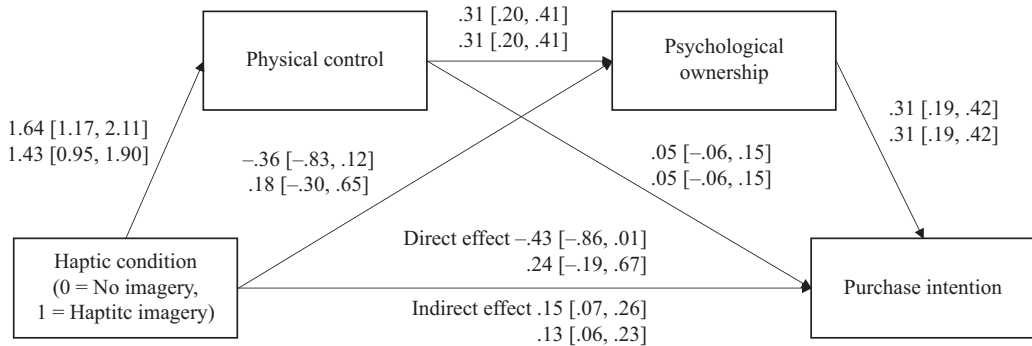 .31 [.20, .41]
.31 [.20, .41]
Physical control
Psychological
ownership
1.64 [1.17, 2.11]
1.43 [0.95, 1.90]
.31 [.19, .42]
.31 [.19, .42]
–.36 [–.83, .12]
.18 [–.30, .65]
.05 [–.06, .15]
.05 [–.06, .15]
Direct effect –.43 [–.86, .01]
.24 [–.19, .67]
Haptic condition
(0 = No imagery,
1 = Haptitc imagery)
Purchase intention
Indirect effect .15 [.07, .26]
.13 [.06, .23]